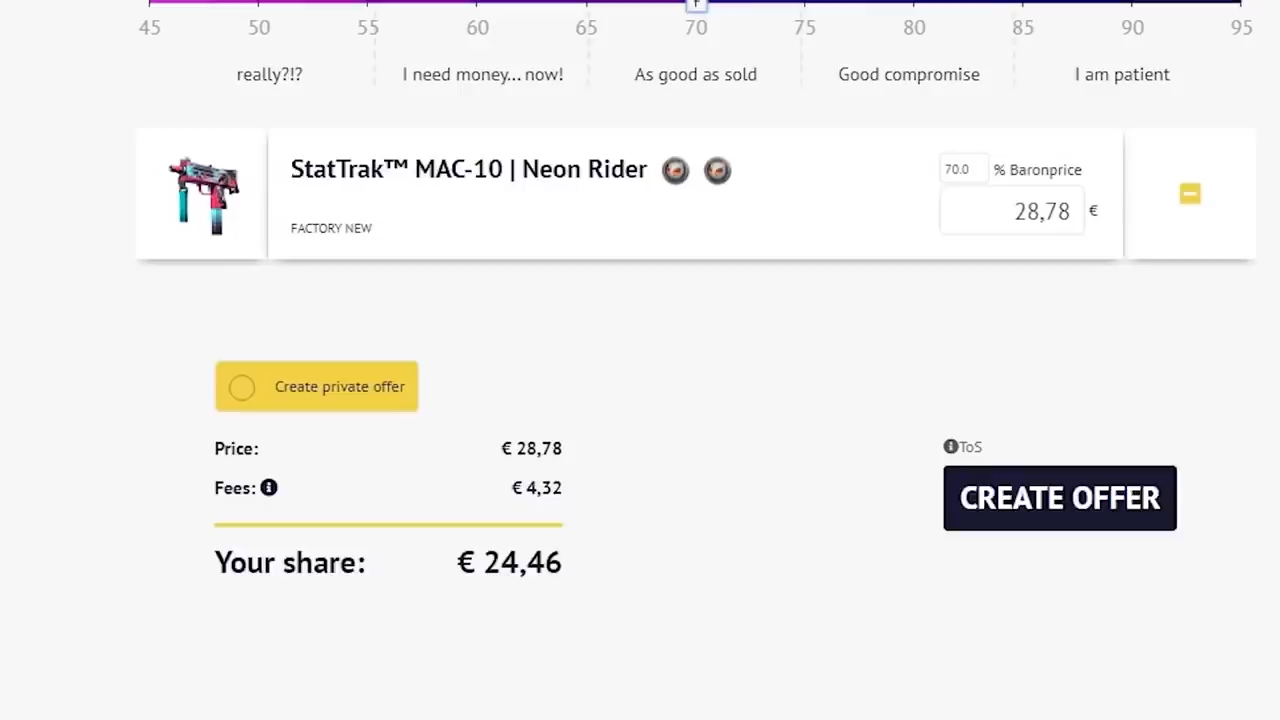 45 50 55 60 65 70 75 80 85 90 95
really?!? I need money... now! As good as sold Good compromise I am patient
StatTrak™ MAC-10 | Neon Rider
70.0 % Baronprice
28,78 €
FACTORY NEW
Create private offer
Price: € 28,78
ToS
Fees: € 4,32
CREATE OFFER
Your share: € 24,46